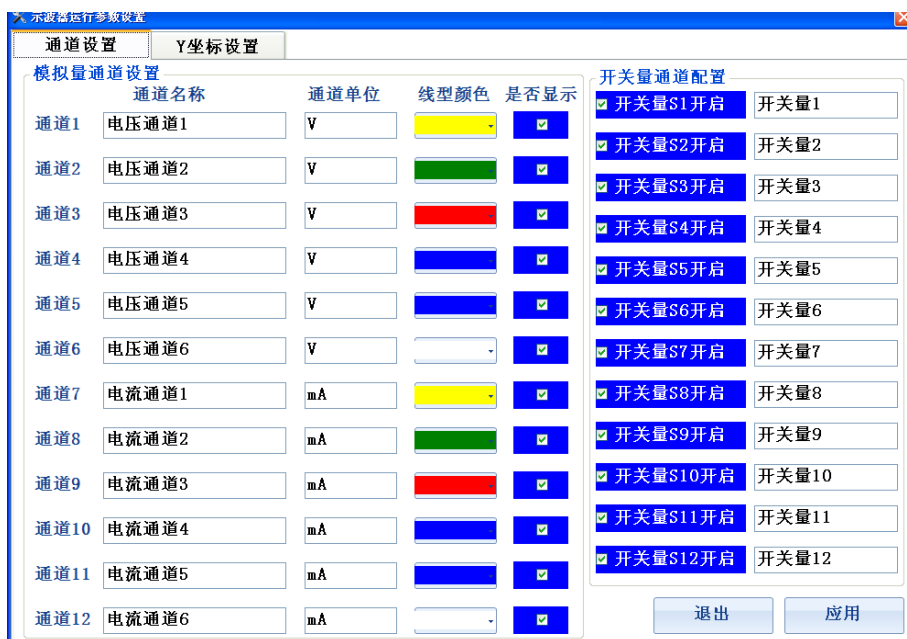 示波器运行参数设置
通道设置 Y坐标设置
模拟量通道设置
通道名称 通道单位 线型颜色 是否显示
通道1 电压通道1 V
通道2 电压通道2 V
通道3 电压通道3 V
通道4 电压通道4 V
通道5 电压通道5 V
通道6 电压通道6 V
通道7 电流通道1 mA
通道8 电流通道2 mA
通道9 电流通道3 mA
通道10 电流通道4 mA
通道11 电流通道5 mA
通道12 电流通道6 mA
开关量通道配置
开关量S1开启 开关量1
开关量S2开启 开关量2
开关量S3开启 开关量3
开关量S4开启 开关量4
开关量S5开启 开关量5
开关量S6开启 开关量6
开关量S7开启 开关量7
开关量S8开启 开关量8
开关量S9开启 开关量9
开关量S10开启 开关量10
开关量S11开启 开关量11
开关量S12开启 开关量12
退出 应用